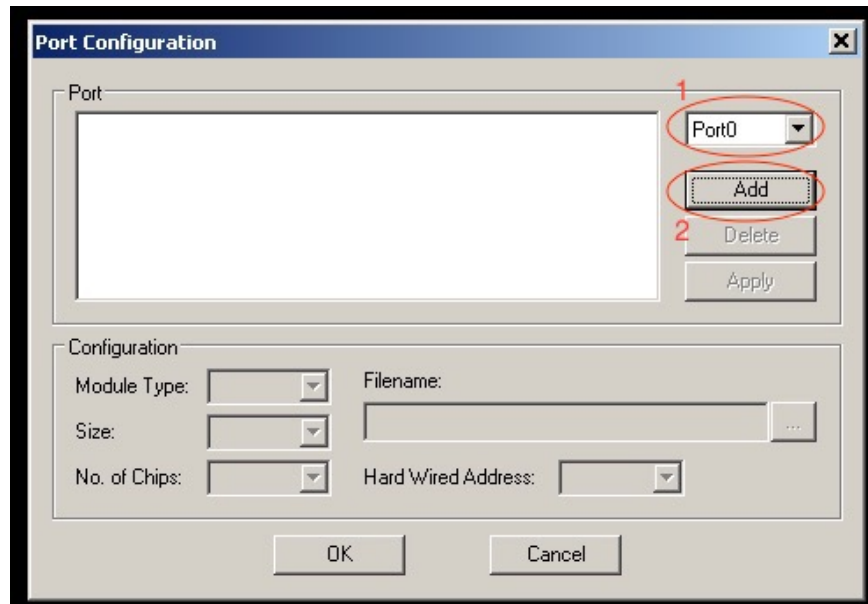 Port Configuration
Port
1
Port0
Add
2
Delete
Apply
Configuration
Module Type:
Filename:
...
Size:
No. of Chips:
Hard Wired Address:
OK
Cancel